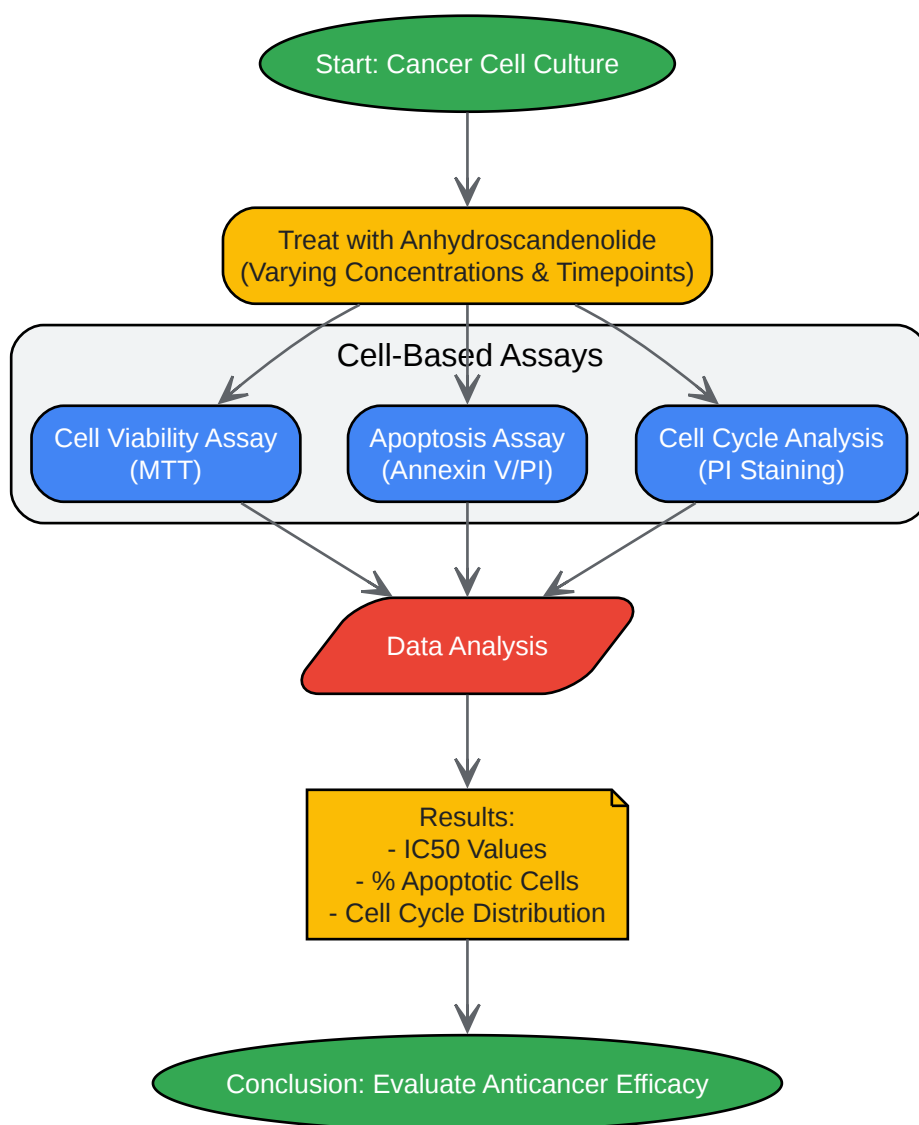 Start: Cancer Cell Culture
Treat with Anhydroscandenolide
(Varying Concentrations & Timepoints)
Cell-Based Assays
Cell Viability Assay
(MTT)
Apoptosis Assay
(Annexin V/PI)
Cell Cycle Analysis
(PI Staining)
Data Analysis
Results:
- IC50 Values
- % Apoptotic Cells
- Cell Cycle Distribution
Conclusion: Evaluate Anticancer Efficacy